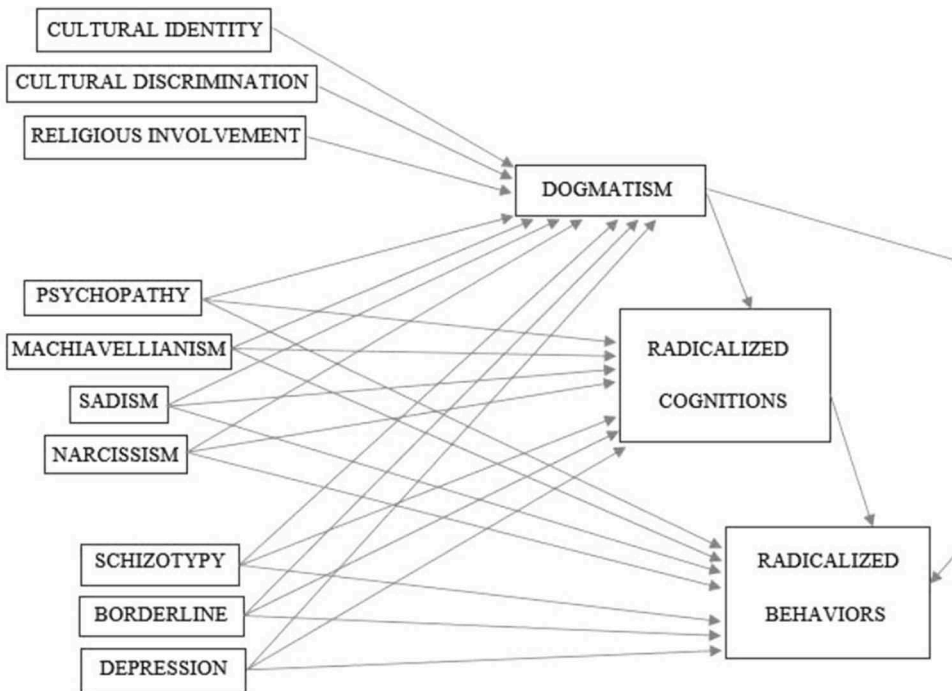 CULTURAL IDENTITY
CULTURAL DISCRIMINATION
RELIGIOUS INVOLVEMENT
DOGMATISM
PSYCHOPATHY
MACHIAVELLIANISM
SADISM
NARCISSISM
RADICALIZED
COGNITIONS
SCHIZOTYPY
BORDERLINE
DEPRESSION
RADICALIZED
BEHAVIORS